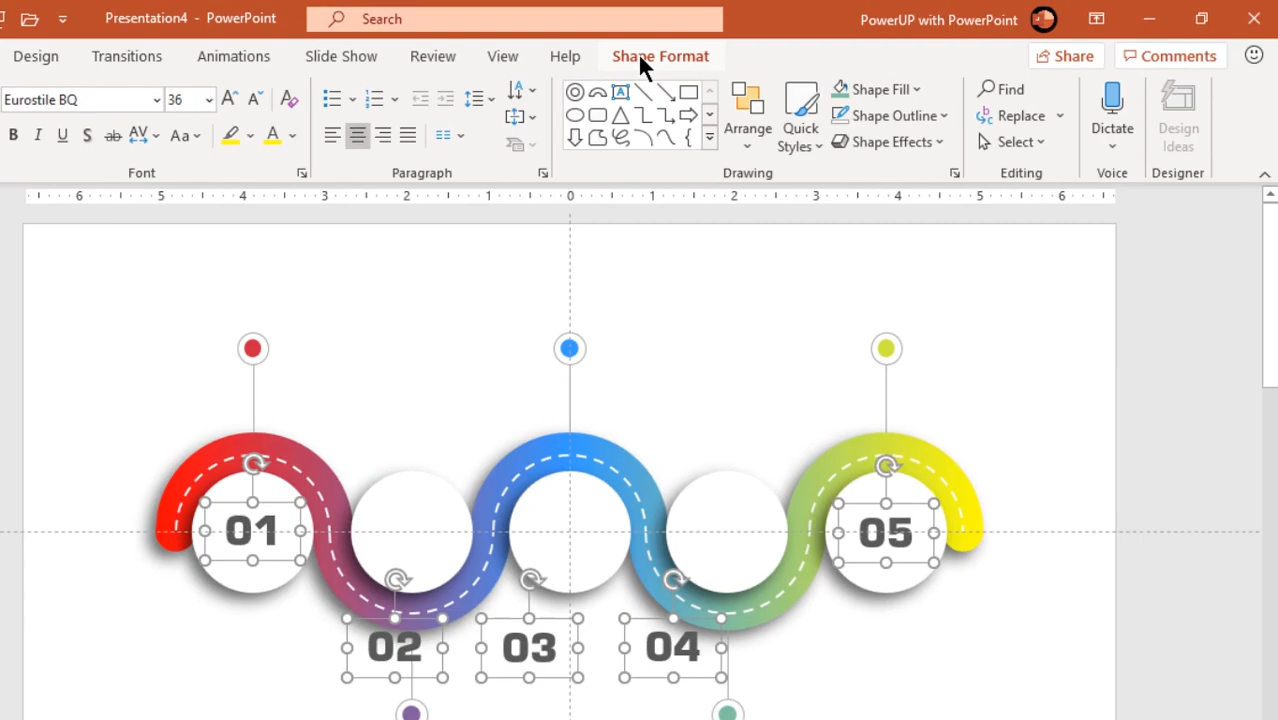 Presentation4 - PowerPoint
Search
PowerUP with PowerPoint
Design Transitions Animations Slide Show Review View Help Shape Format Share Comments
Eurostile BQ 36
B I U S ab AV Aa A
Font
Paragraph
Arrange
Quick Styles
Shape Fill
Shape Outline
Shape Effects
Drawing
Find
Replace
Select
Editing
Dictate
Voice
Design Ideas
Designer
6 5 4 3 2 1 0 1 2 3 4 5 6
01
05
02
03
04